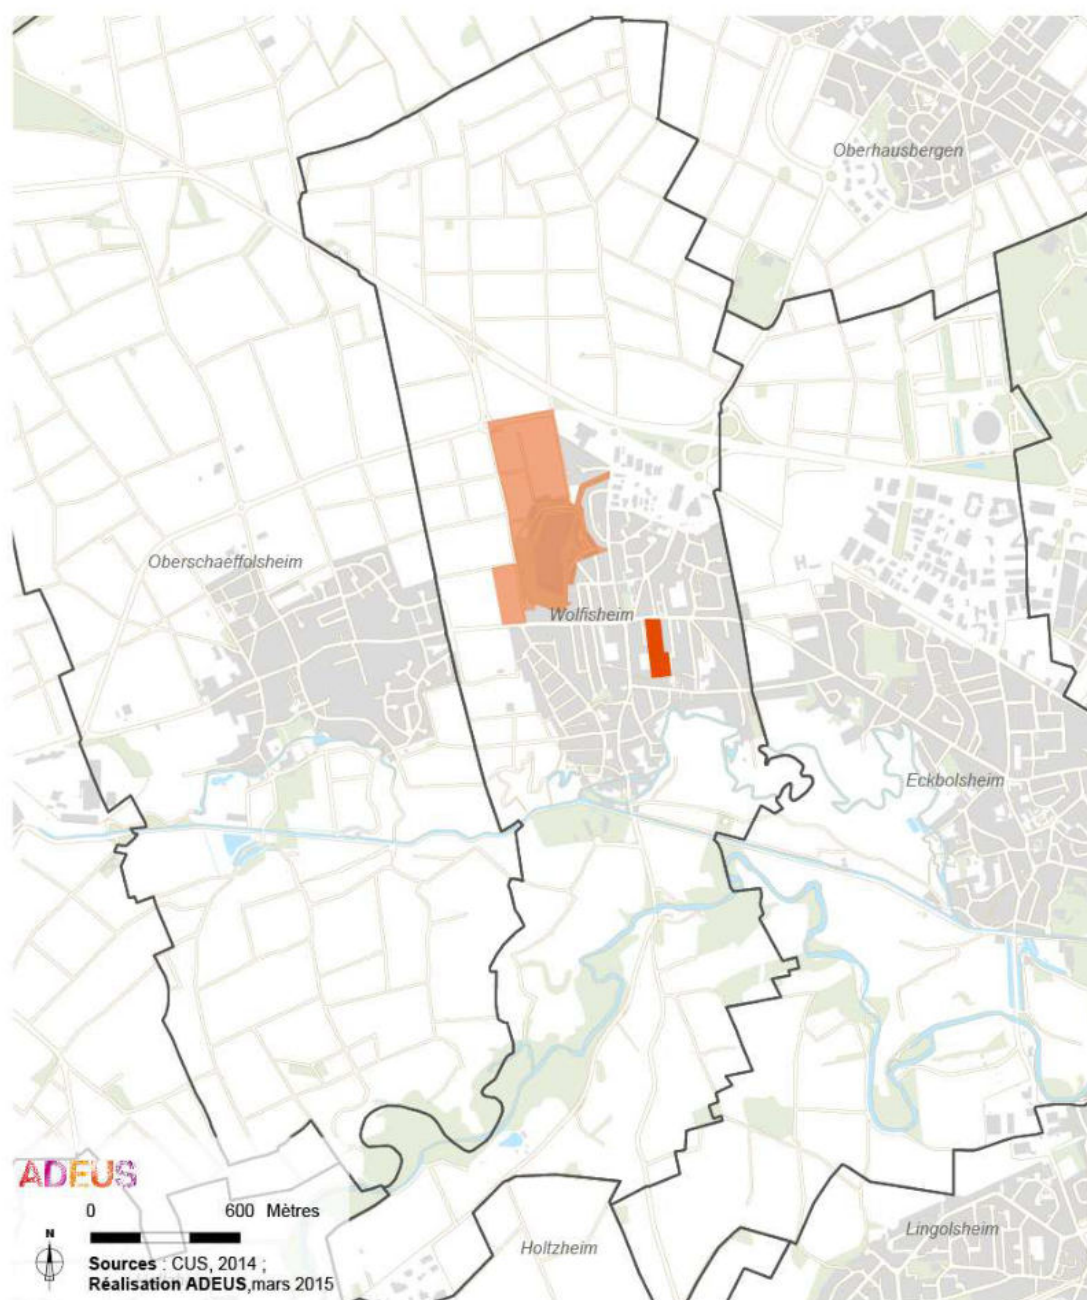 Oberhausbergen
Oberschaeffolsheim
Wolfisheim
Eckbolsheim
ADEUS
0 600 Mètres
N
Sources : CUS, 2014 ;
Réalisation ADEUS,mars 2015
Holtzheim
Lingolsheim